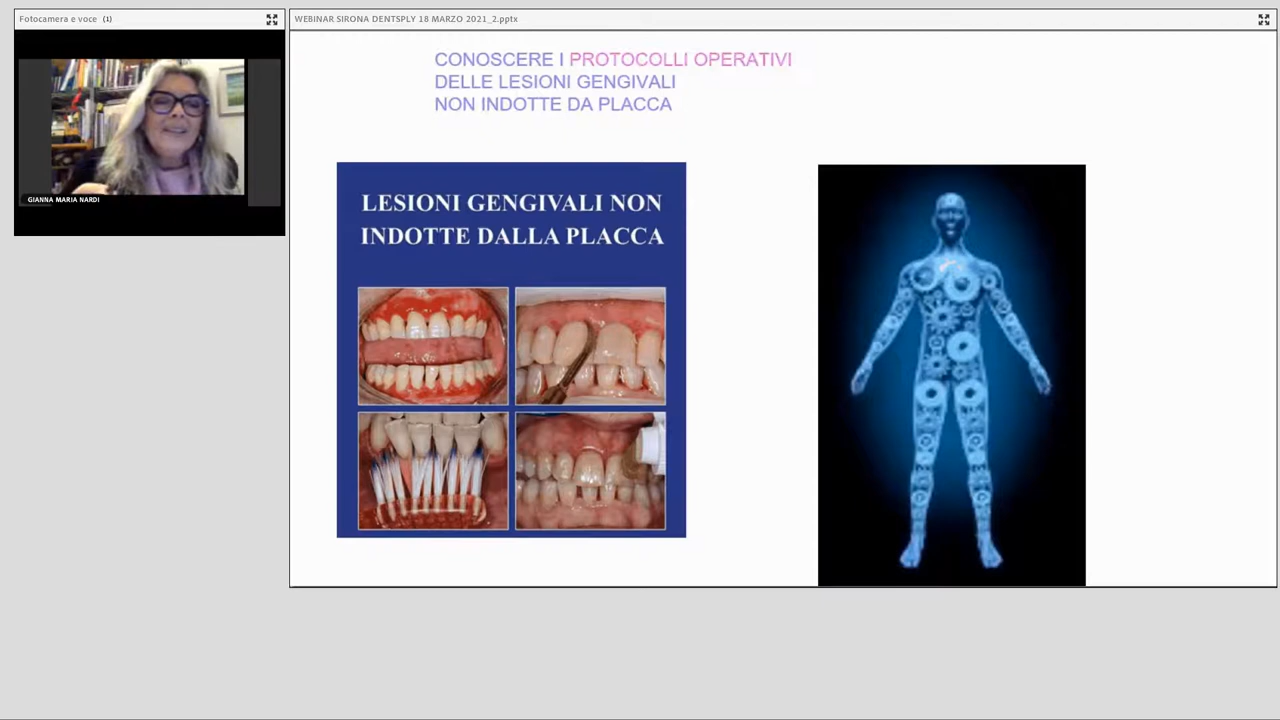 Fotocamera e voce (1)
WEBINAR SIRONA DENTSPLY 18 MARZO 2021_2.pptx
GIANNA MARIA NARDI
CONOSCERE I PROTOCOLLI OPERATIVI
DELLE LESIONI GENGIVALI
NON INDOTTE DA PLACCA
LESIONI GENGIVALI NON
INDOTTE DALLA PLACCA